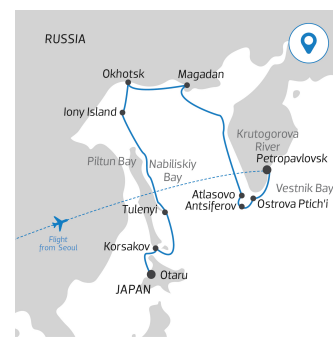 RUSSIA
Okhotsk
Magadan
Iony Island
Krutogorova
River
Petropavlovsk
Piltun Bay
Nabiliskiy
Bay
Vestnik Bay
Atlasovo
Antsiferov
Ostrova Ptich'i
Tulenyi
Flight
from Seoul
Korsakov
Otaru
JAPAN